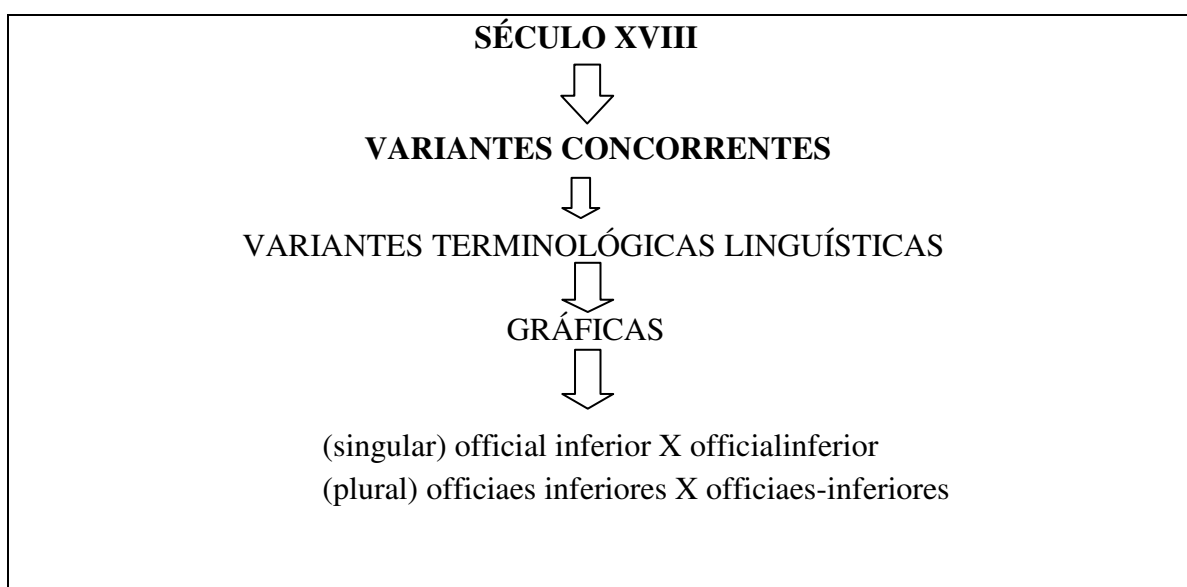 SÉCULO XVIII
VARIANTES CONCORRENTES
VARIANTES TERMINOLÓGICAS LINGUÍSTICAS
GRÁFICAS
(singular) official inferior X officialinferior
(plural) officiaes inferiores X officiaes-inferiores